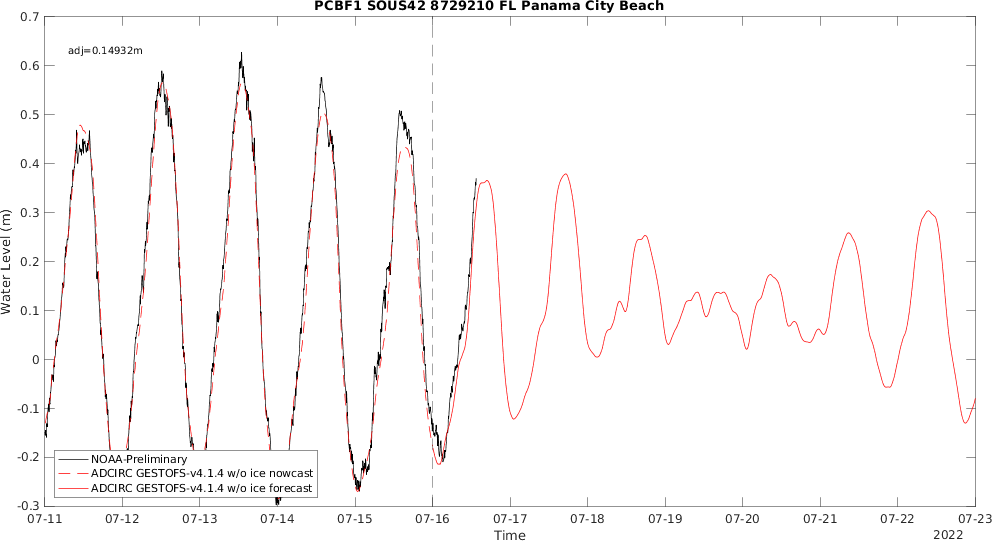 PCBF1 SOUS42 8729210 FL Panama City Beach
0.7
adj=0.14932m
0.6
0.5
0.4
0.3
0.2
0.1
0
-0.1
-0.2
-0.3
Water Level (m)
NOAA-Preliminary
ADCIRC GESTOFS-v4.1.4 w/o ice nowcast
ADCIRC GESTOFS-v4.1.4 w/o ice forecast
07-11 07-12 07-13 07-14 07-15 07-16 07-17 07-18 07-19 07-20 07-21 07-22 07-23
Time
2022